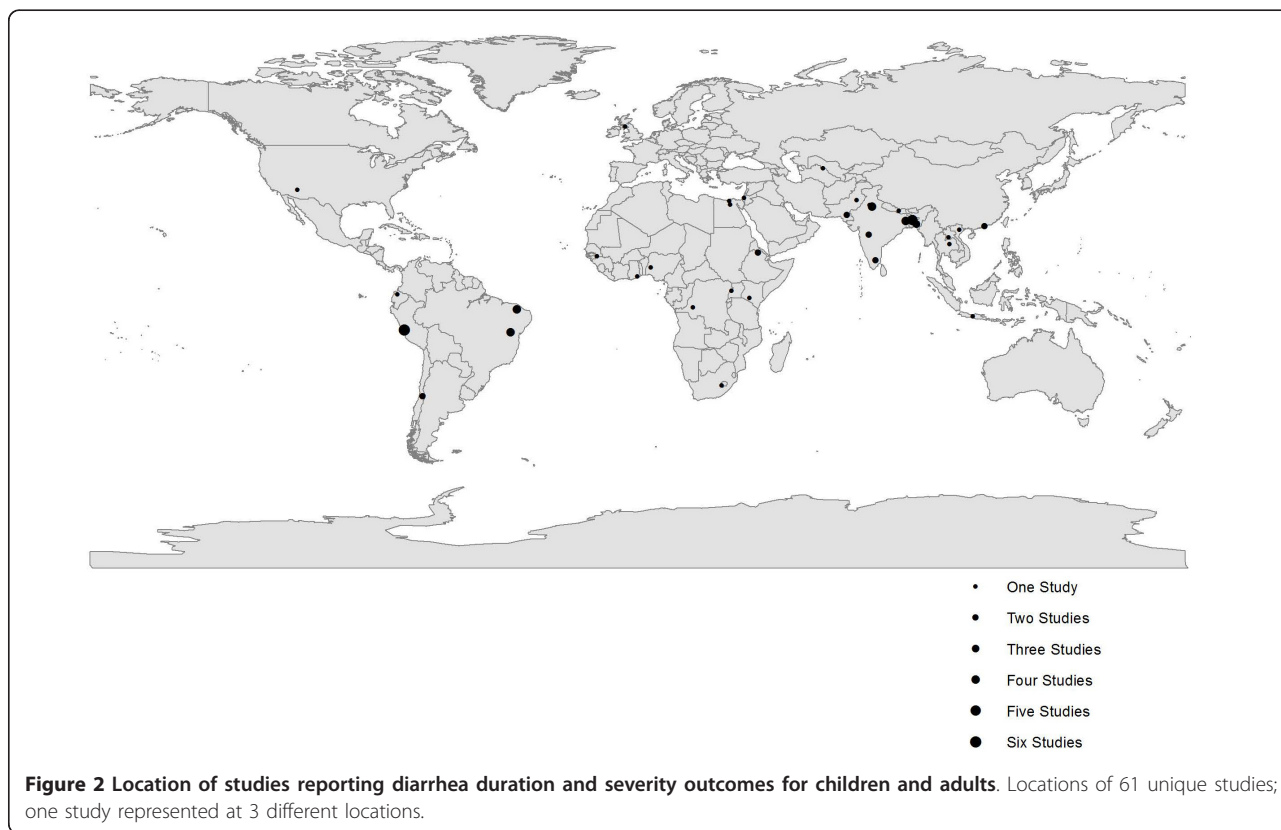 One Study
Two Studies
Three Studies
Four Studies
Five Studies
Six Studies
Figure 2 Location of studies reporting diarrhea duration and severity outcomes for children and adults. Locations of 61 unique studies;
one study represented at 3 different locations.